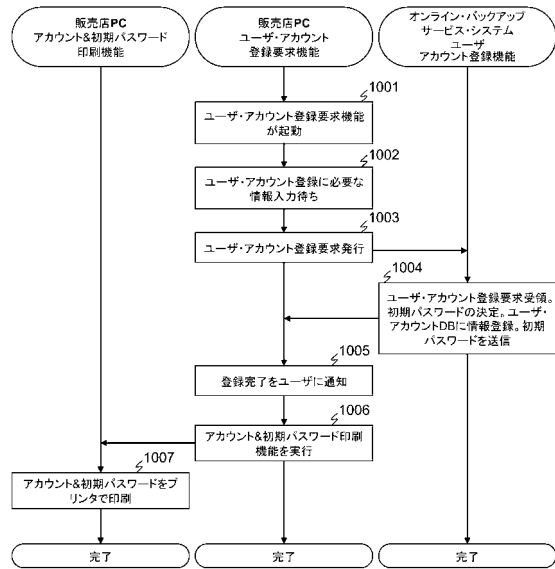 販売店PC
アカウント&初期パスワード
印刷機能
販売店PC
ユーザ・アカウント
登録要求機能
オンライン・バックアップ
サービス・システム
ユーザ
アカウント登録機能
1001
ユーザ・アカウント登録要求機能
が起動
1002
ユーザ・アカウント登録に必要な
情報入力待ち
1003
ユーザ・アカウント登録要求発行
1004
ユーザ・アカウント登録要求受領。
初期パスワードの決定。ユーザ・
アカウントDBに情報登録。初期
パスワードを送信
1005
登録完了をユーザに通知
1006
アカウント&初期パスワード印刷
機能を実行
1007
アカウント&初期パスワードをプ
リンタで印刷
完了
完了
完了